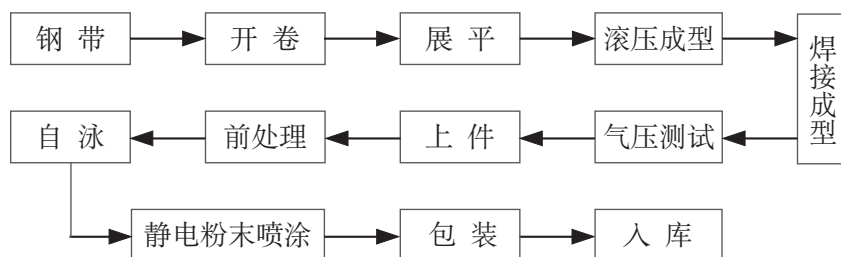 钢 带
开 卷
展 平
滚压成型
焊接成型
气压测试
上 件
前处理
自 泳
静电粉末喷涂
包 装
入 库